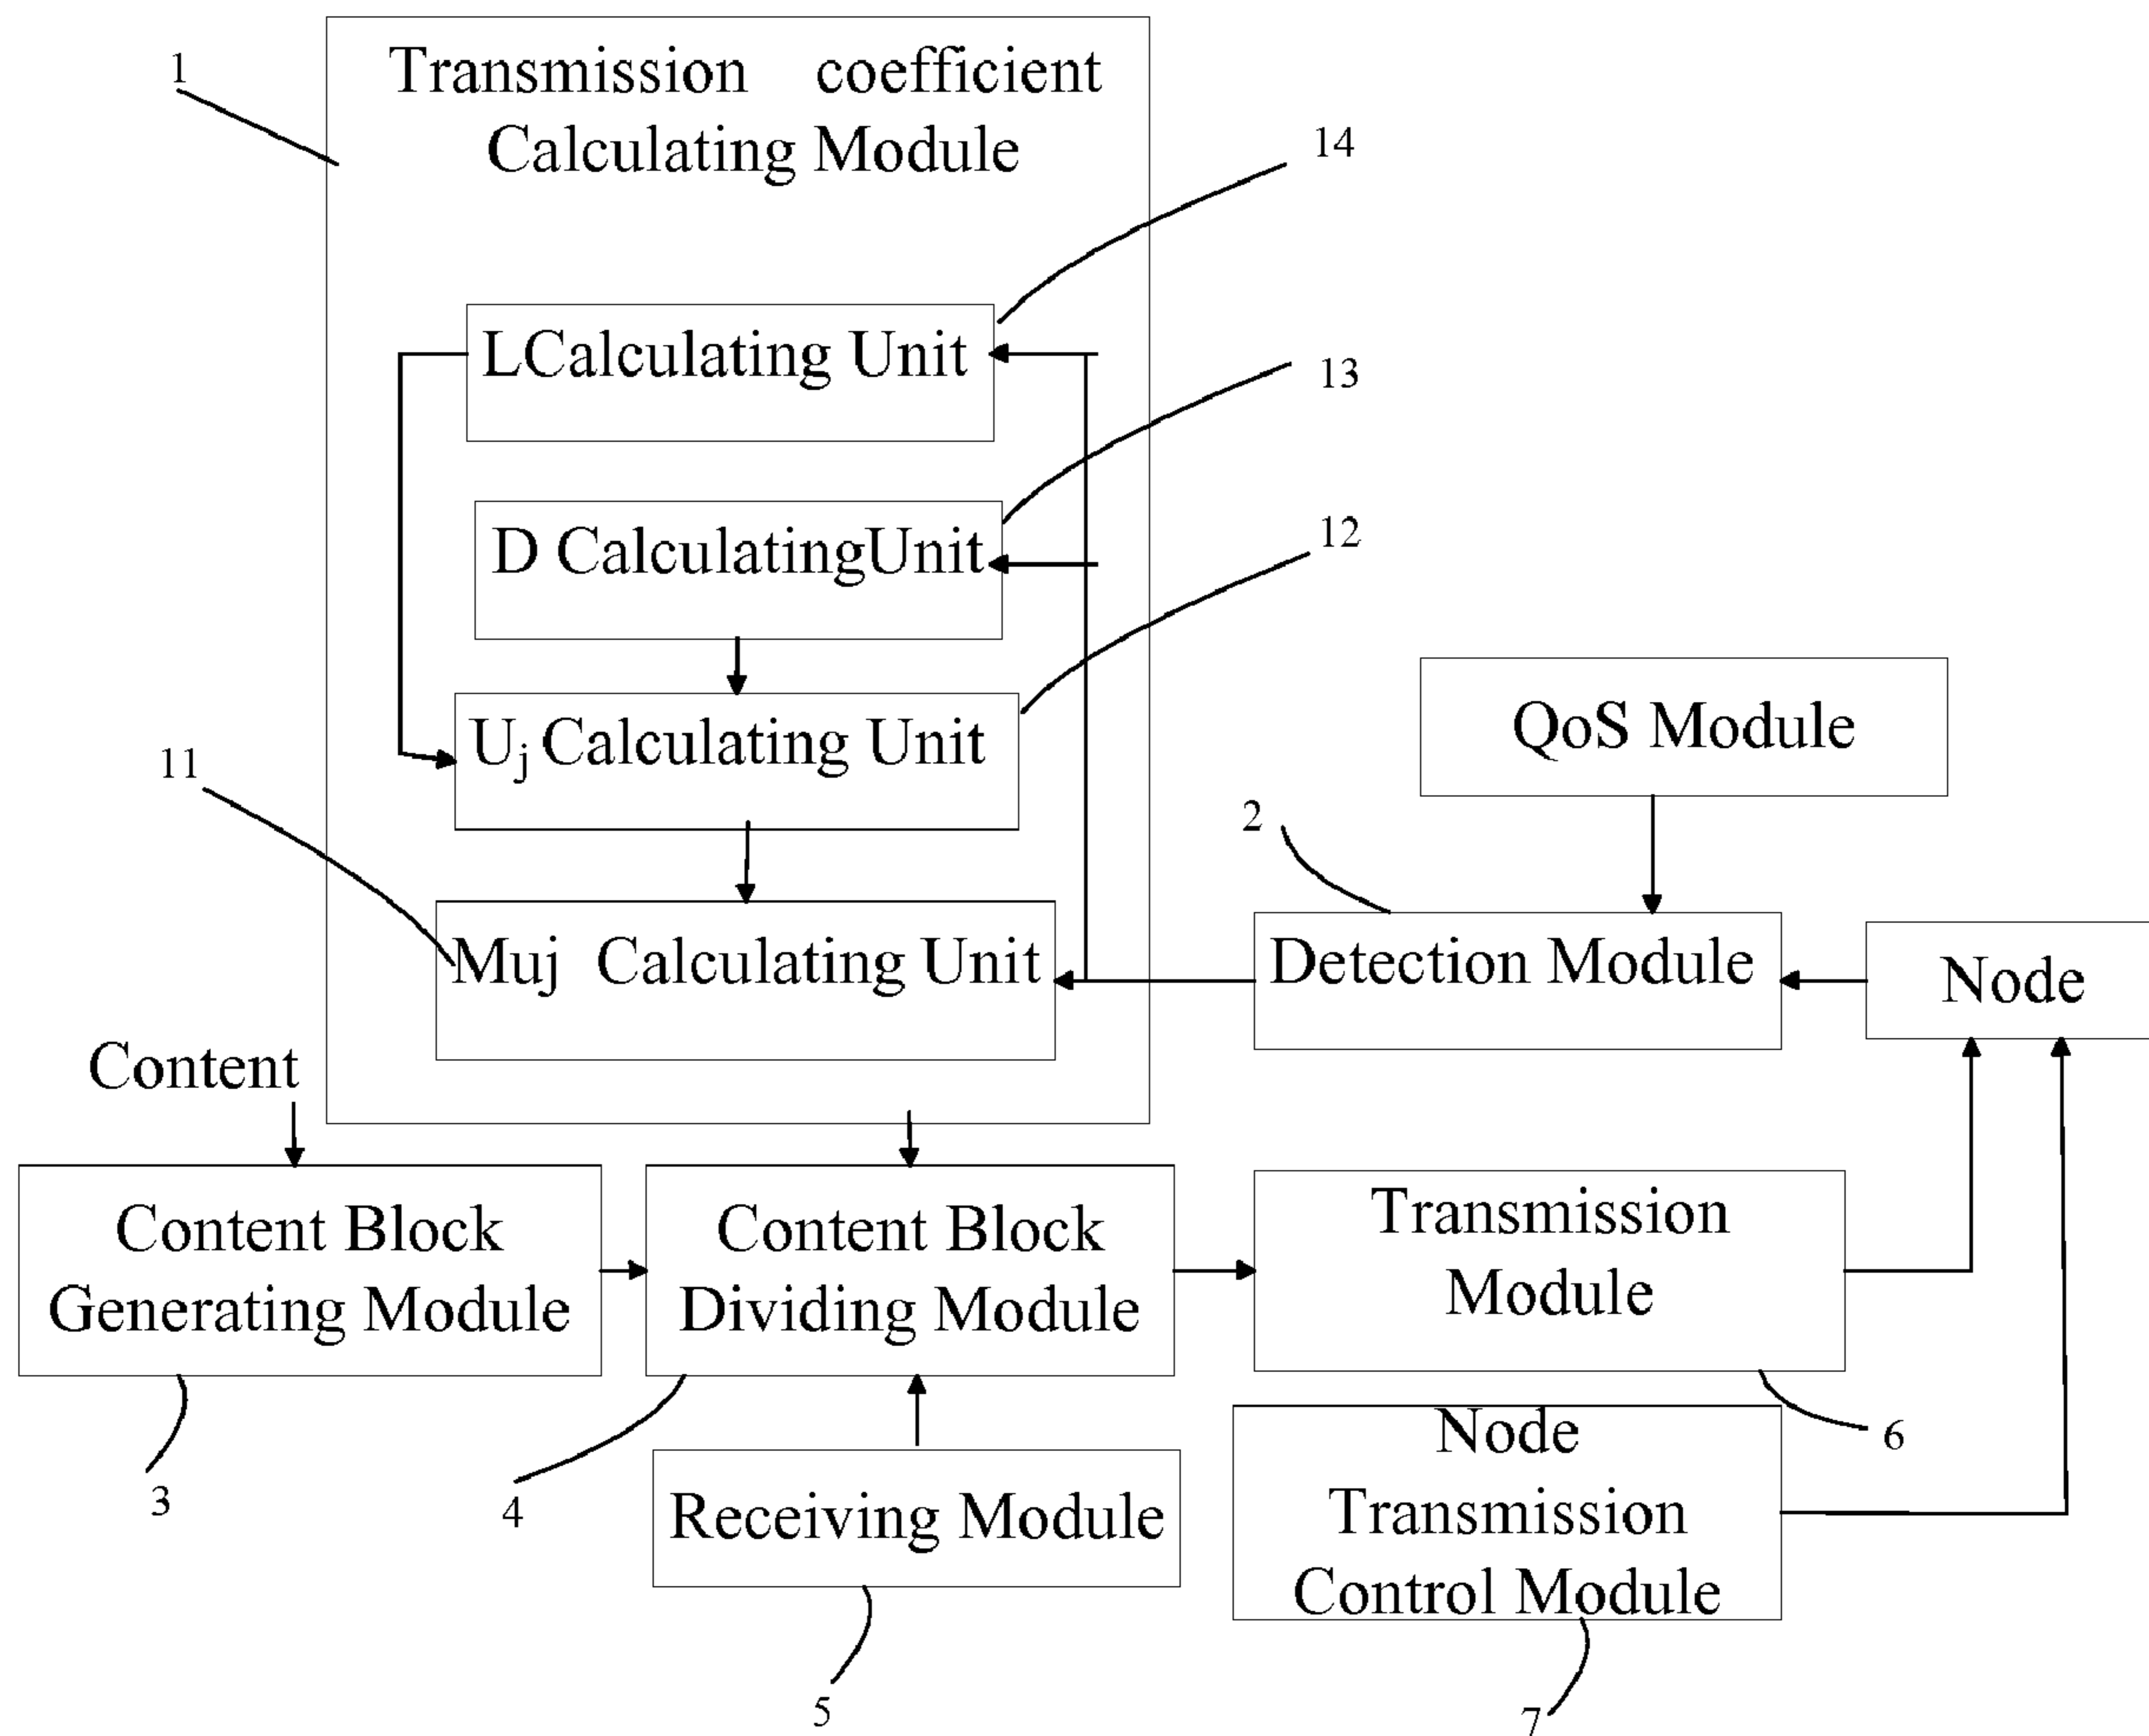 1
Transmission coefficient
Calculating Module
14
LCalculating Unit
13
D CalculatingUnit
12
Uj Calculating Unit
QoS Module
11
2
Muj Calculating Unit
Detection Module
Node
Content
Content Block
Generating Module
Content Block
Dividing Module
Transmission
Module
3
4
Receiving Module
5
Node
Transmission
Control Module
6
7